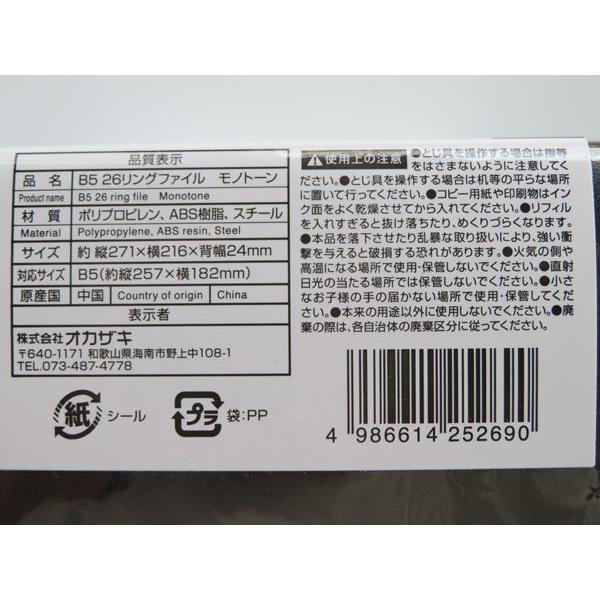 品質表示
品 名 B5 26リングファイル モノトーン
Product name B5 26 ring file Monotone
材 質 ポリプロピレン、ABS樹脂、スチール
Material Polypropylene, ABS resin, Steel
サイズ 約 縦271×横216×背幅24mm
対応サイズ B5(約縦257×横182mm)
原産国 中国 Country of origin China
表示者
株式会社オカザキ
〒640-1171 和歌山県海南市野上中108-1
TEL.073-487-4778
紙 シール
プラ 袋:PP
使用上の注意 ●とじ具を操作する場合は指等
をはさまないように注意してく
ださい。●とじ具を操作する場合は机等の平らな場所
に置いて行ってください。●コピー用紙や印刷物はイン
ク面をよく乾燥させてから入れてください。●リフィル
を入れすぎると抜け落ちたり、めくりづらくなります。
●本品を落下させたり乱暴な取り扱いにより、強い衝
撃を与えると破損する恐れがあります。●火気の側や
高温になる場所で使用・保管しないでください。●直射
日光の当たる場所では保管しないでください。●小さ
なお子様の手の届かない場所で使用・保管してくださ
い。●本来の用途以外に使用しないでください。●廃
棄の際は、各自治体の廃棄区分に従ってください。
4 986614 252690